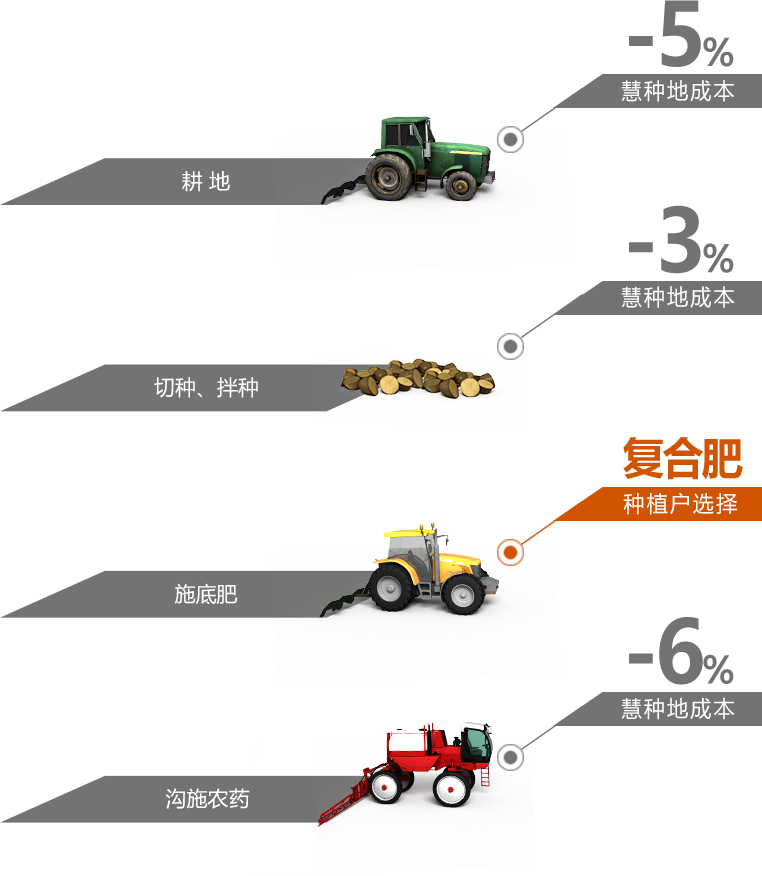 -5%
慧种地成本
耕 地
-3%
慧种地成本
切种、拌种
复合肥
种植户选择
施底肥
-6%
慧种地成本
沟施农药